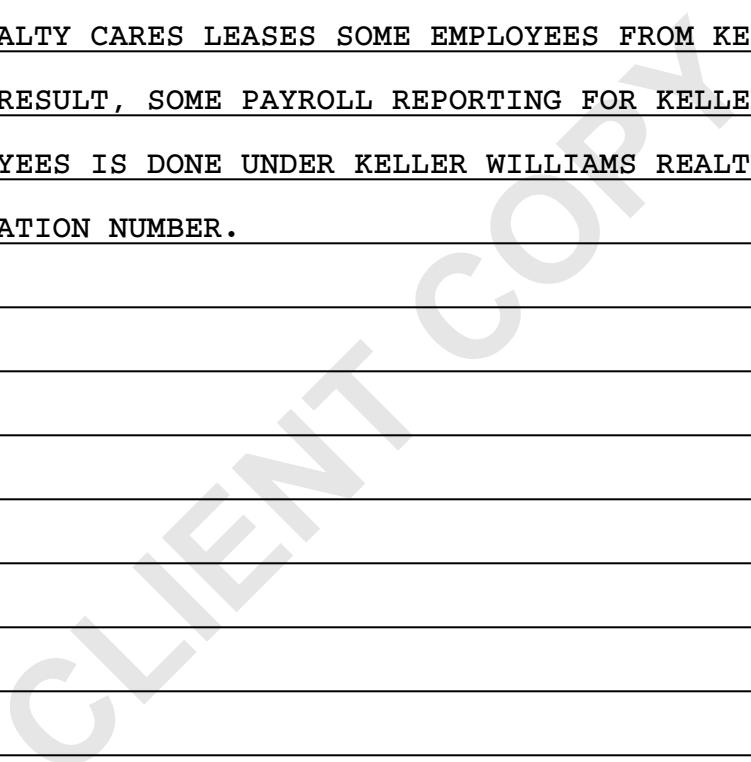 ALTY CARES LEASES SOME EMPLOYEES FROM KE
RESULT, SOME PAYROLL REPORTING FOR KELLE
YEES IS DONE UNDER KELLER WILLIAMS REALT
ATION NUMBER.
CLIENT COPY